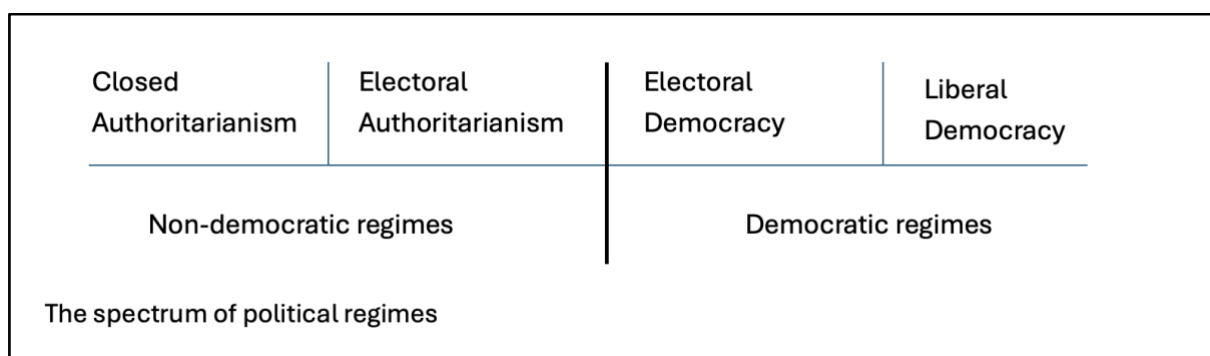 Closed
Authoritarianism
Electoral
Authoritarianism
Electoral
Democracy
Liberal
Democracy
Non-democratic regimes
Democratic regimes
The spectrum of political regimes